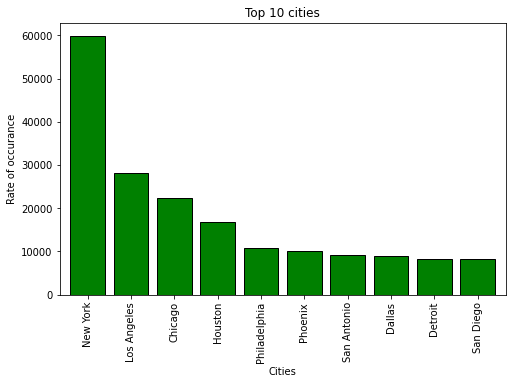 Top 10 cities
Rate of occurance
60000
50000
40000
30000
20000
10000
0
New York
Los Angeles
Chicago
Houston
Philadelphia
Phoenix
San Antonio
Dallas
Detroit
San Diego
Cities